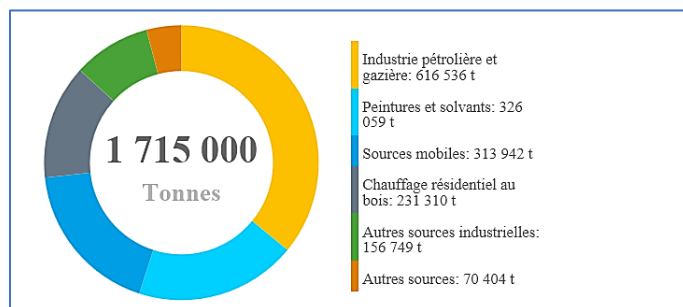 1 715 000
Tonnes
Industrie pétrolière et
gazière: 616 536 t
Peintures et solvants: 326
059 t
Sources mobiles: 313 942 t
Chauffage résidentiel au
bois: 231 310 t
Autres sources industrielles:
156 749 t
Autres sources: 70 404 t